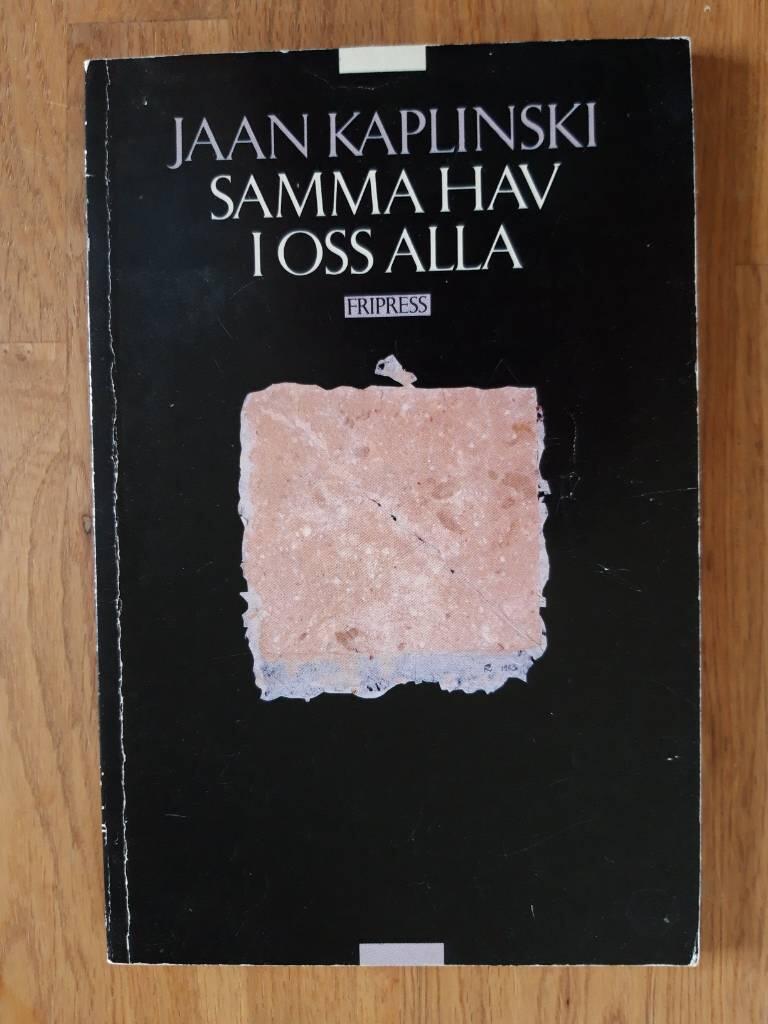 JAAN KAPLINSKI
SAMMA HAV
I OSS ALLA
FRIPRESS